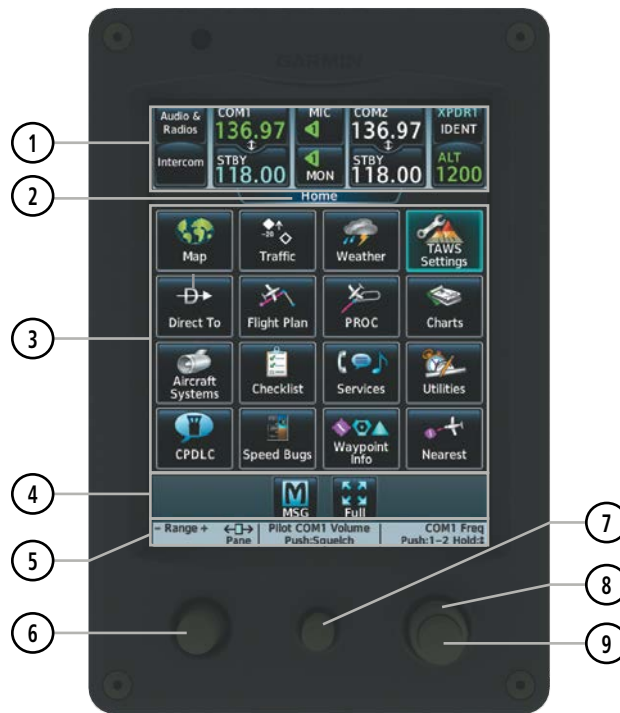 GARMIN
Audio & Radios
COM1
136.97
MIC
COM2
136.97
XPDR1
IDENT
Intercom
STBY
118.00
MON
STBY
118.00
ALT
1200
Home
Map
Traffic
Weather
TAWS Settings
Direct To
Flight Plan
PROC
Charts
Aircraft Systems
Checklist
Services
Utilities
CPDLC
Speed Bugs
Waypoint Info
Nearest
M
MSG
Full
- Range +
Pane
Pilot COM1 Volume
Push:Squelch
COM1 Freq
Push:1-2 Hold:↕
1
2
3
4
5
6
7
8
9